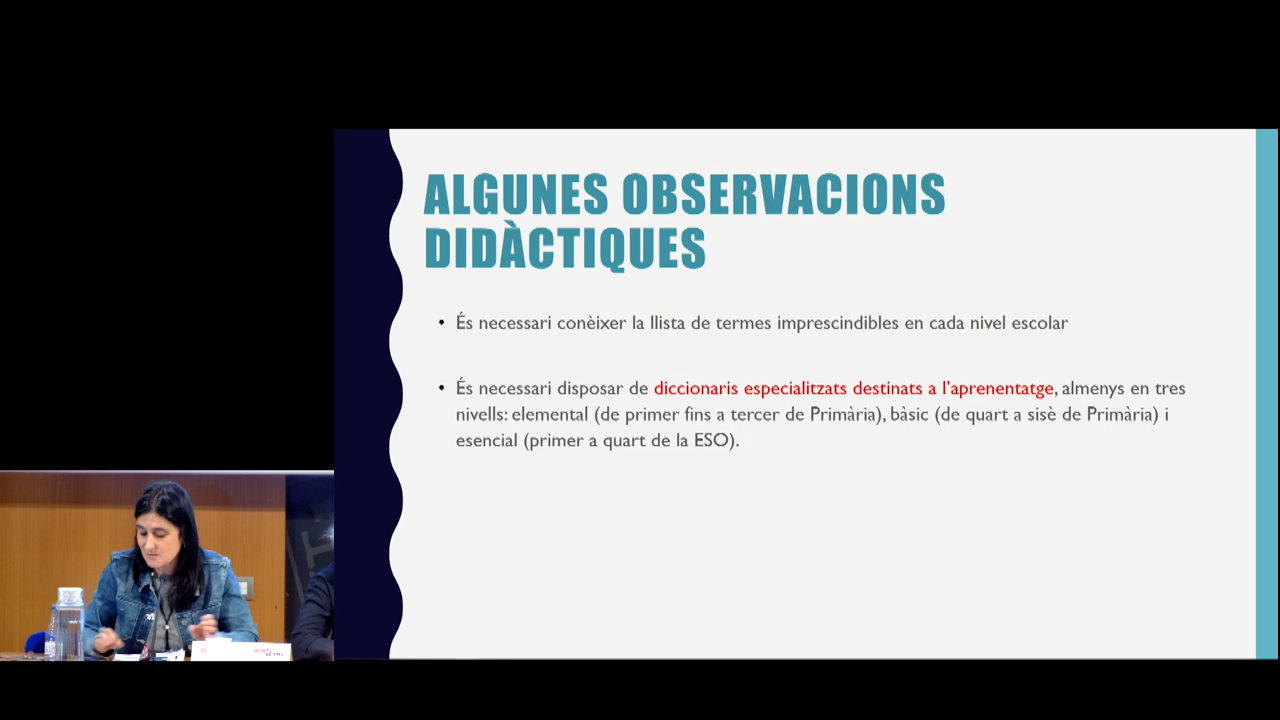 ALGUNES OBSERVACIONS
DIDÀCTIQUES
• És necessari conèixer la llista de termes imprescindibles en cada nivel escolar
• És necessari disposar de diccionaris especialitzats destinats a l'aprenentatge, almenys en tres
nivells: elemental (de primer fins a tercer de Primària), bàsic (de quart a sisè de Primària) i
esencial (primer a quart de la ESO).